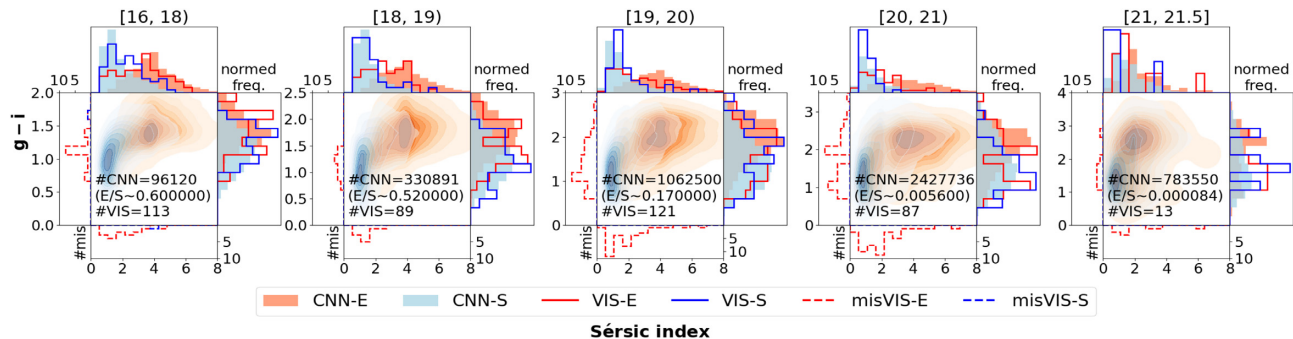 [16, 18) [18, 19) [19, 20) [20, 21) [21, 21.5]
normed freq. normed freq. normed freq. normed freq. normed freq.
10 5 10 5 10 5 10 5 10 5
g − i
2.0 1.5 1.0 0.5 0.0
2.5 2.0 1.5 1.0 0.5 0.0
3 2 1 0
3 2 1 0
4 3 2 1 0
#CNN=96120
(E/S~0.600000)
#VIS=113
#CNN=330891
(E/S~0.520000)
#VIS=89
#CNN=1062500
(E/S~0.170000)
#VIS=121
#CNN=2427736
(E/S~0.005600)
#VIS=87
#CNN=783550
(E/S~0.000084)
#VIS=13
#mis #mis #mis #mis #mis
5 5 5 5 5
10 10 10 10 10
0 2 4 6 8 0 2 4 6 8 0 2 4 6 8 0 2 4 6 8 0 2 4 6 8
CNN-E CNN-S VIS-E VIS-S misVIS-E misVIS-S
Sérsic index